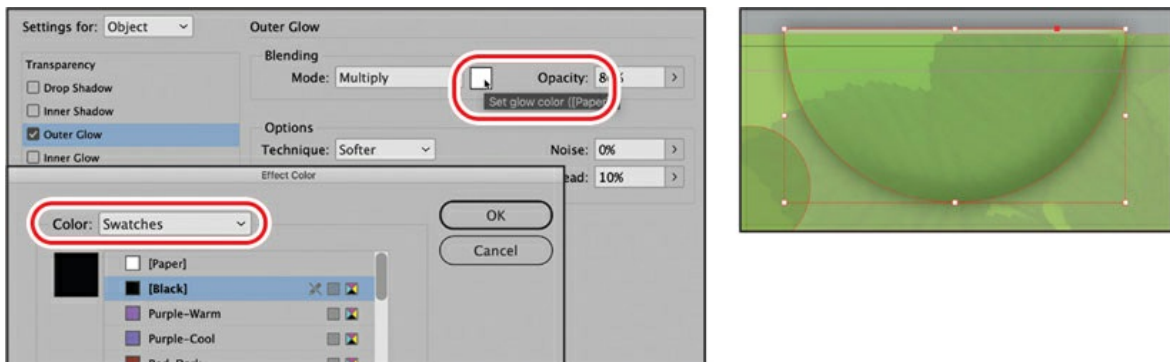 Settings for: Object
Outer Glow
Transparency
Drop Shadow
Inner Shadow
Outer Glow
Inner Glow
Blending
Mode: Multiply
Opacity:
Set glow color ([Paper
Options
Technique: Softer
Noise: 0%
10%
Effect Color
Color: Swatches
OK
Cancel
[Paper]
[Black]
Purple-Warm
Purple-Cool